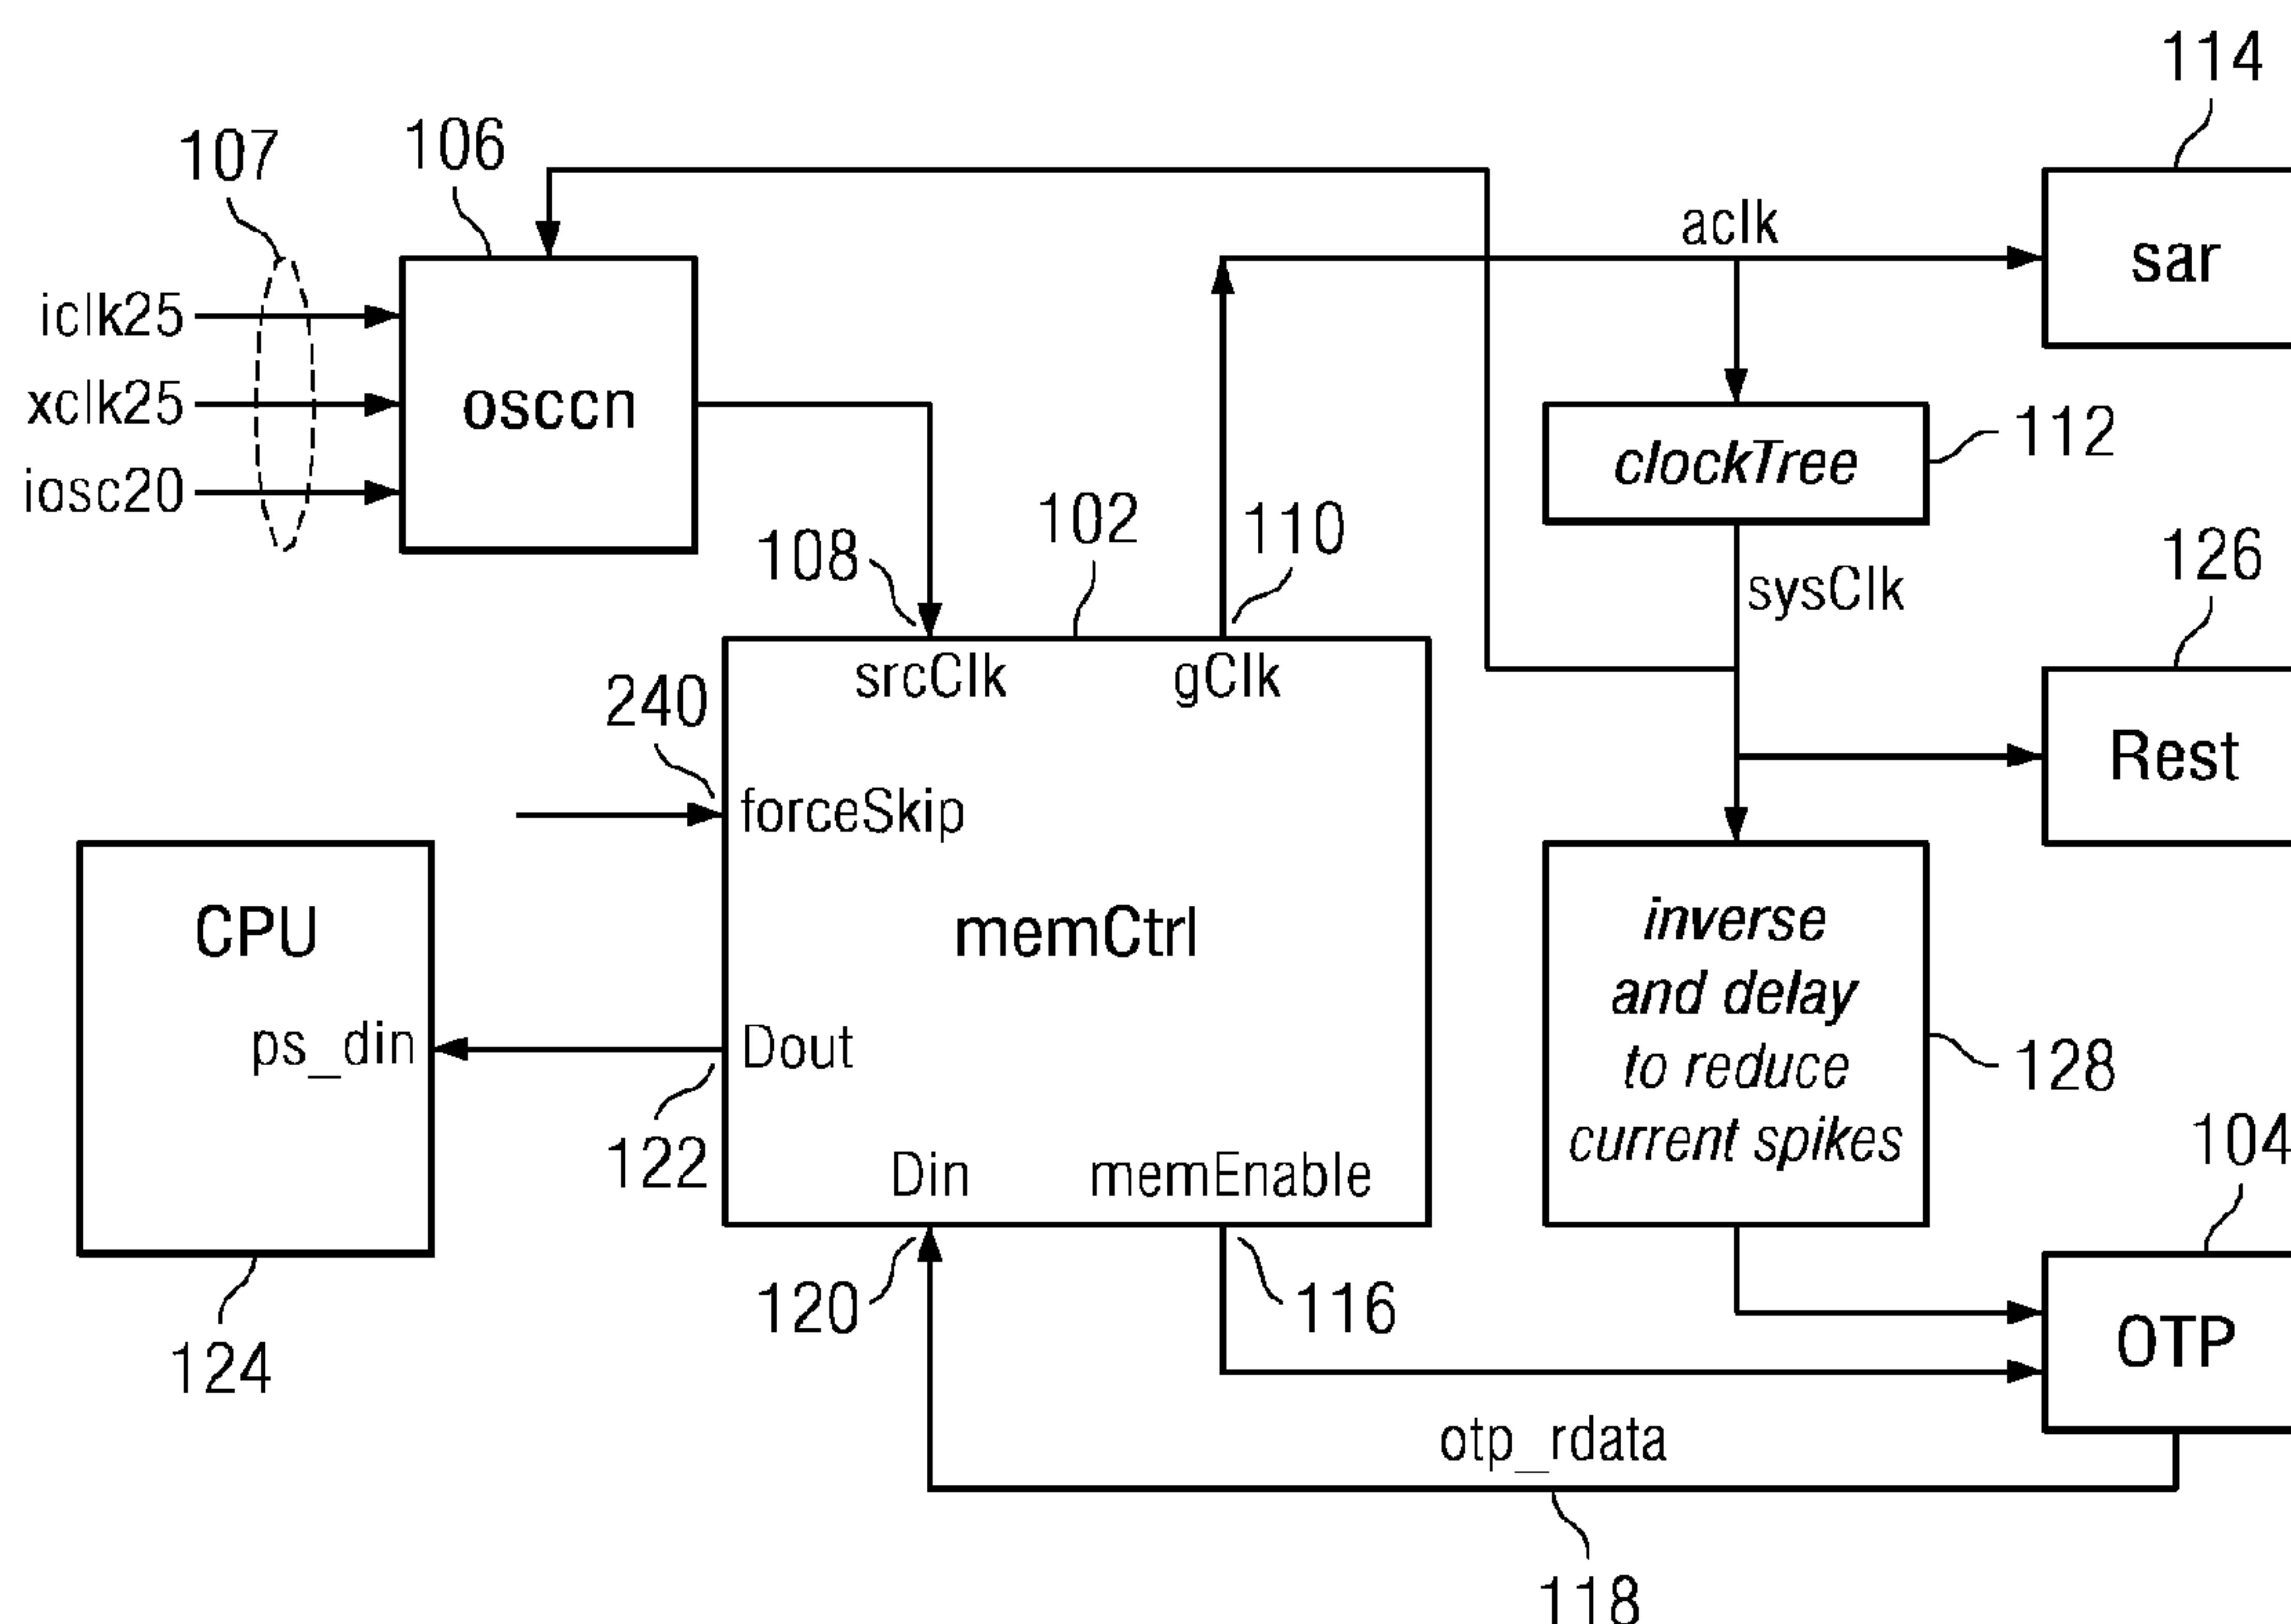 114
107
106
aclk
sar
iclk25
xclk25
iosc20
osccn
clockTree
112
108
102
110
sysClk
126
srcClk
gClk
240
forceSkip
Rest
CPU
memCtrl
inverse
and delay
to reduce
current spikes
ps_din
Dout
128
122
Din
memEnable
104
120
116
OTP
124
otp_rdata
118